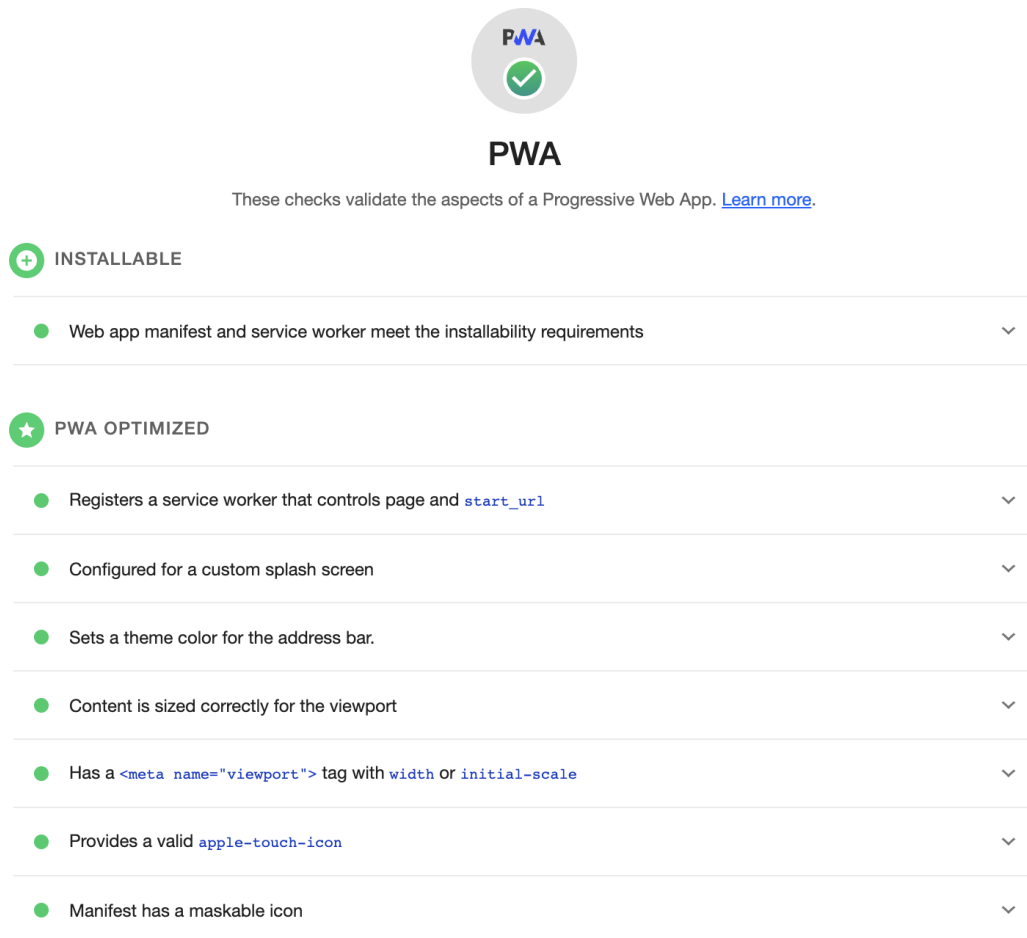 PWA
PWA
These checks validate the aspects of a Progressive Web App. Learn more.
INSTALLABLE
Web app manifest and service worker meet the installability requirements
PWA OPTIMIZED
Registers a service worker that controls page and start_url
Configured for a custom splash screen
Sets a theme color for the address bar.
Content is sized correctly for the viewport
Has a <meta name="viewport"> tag with width or initial-scale
Provides a valid apple-touch-icon
Manifest has a maskable icon